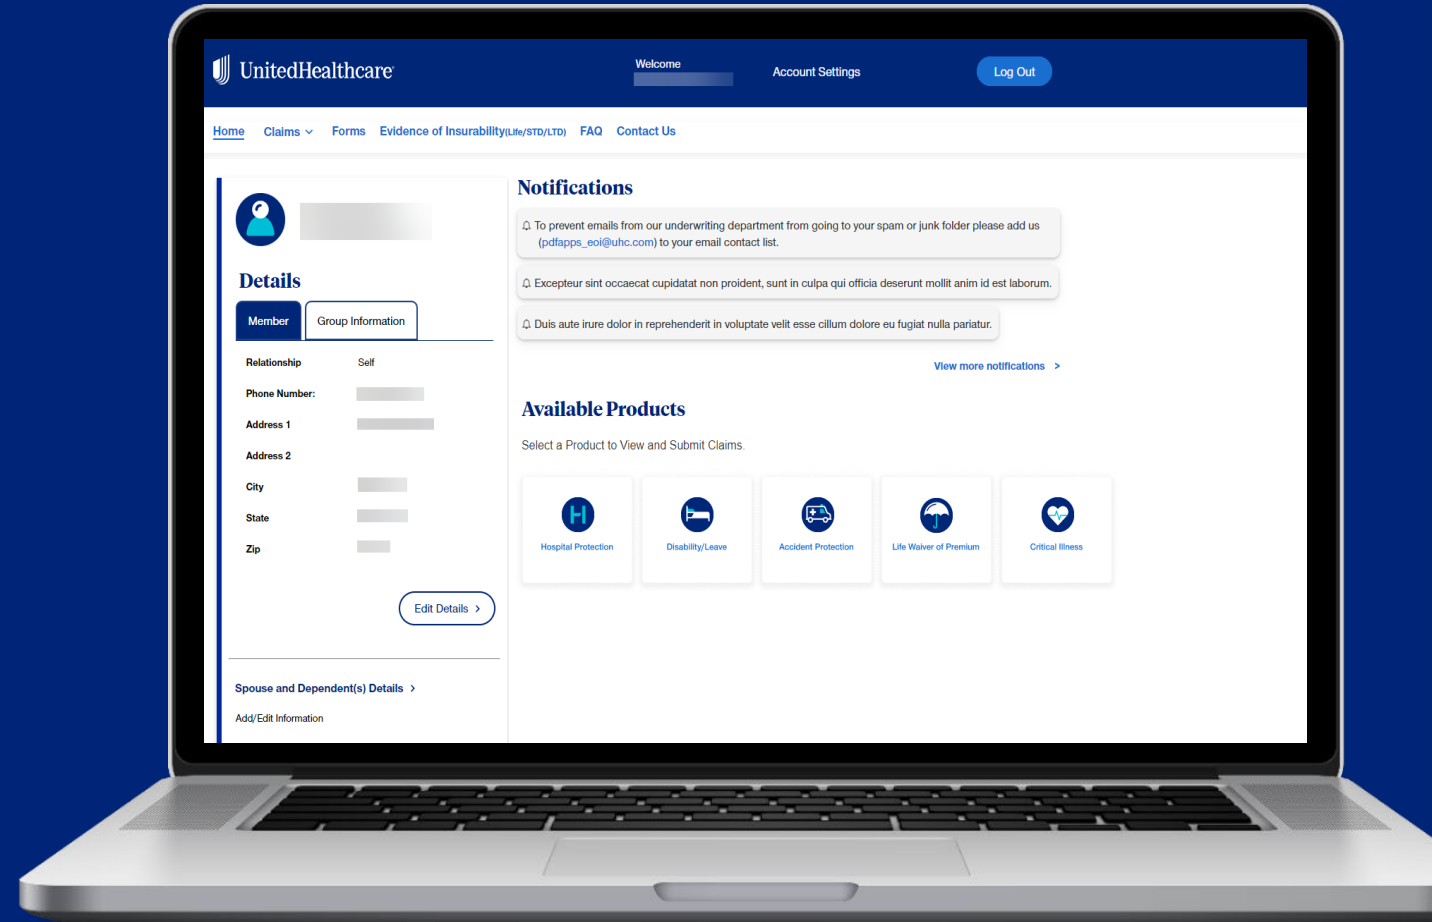 UnitedHealthcare
Welcome
Account Settings
Log Out
Home
Claims
Forms
Evidence of Insurability(Life/STD/LTD)
FAQ
Contact Us
Details
Member
Group Information
Relationship
Self
Phone Number:
Address 1
Address 2
City
State
Zip
Edit Details >
Spouse and Dependent(s) Details >
Add/Edit Information
Notifications
To prevent emails from our underwriting department from going to your spam or junk folder please add us
(pdfapps_eoi@uhc.com) to your email contact list.
Excepteur sint occaecat cupidatat non proident, sunt in culpa qui officia deserunt mollit anim id est laborum.
Duis aute irure dolor in reprehenderit in voluptate velit esse cillum dolore eu fugiat nulla pariatur.
View more notifications >
Available Products
Select a Product to View and Submit Claims.
H
Hospital Protection
Disability/Leave
Accident Protection
Life Waiver of Premium
Critical Illness